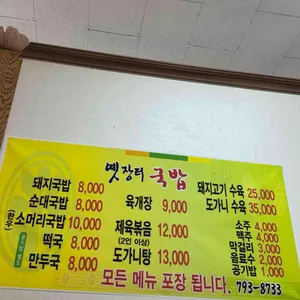 옛장터 국밥
돼지국밥 8,000
순대국밥 8,000
(한우) 소머리국밥 10,000
떡국 8,000
만두국밥 8,000
육개장 9,000
제육볶음 12,000
(2인 이상)
도가니탕 13,000
돼지고기 수육 25,000
도가니 수육 35,000
소주 4,000
맥주 4,000
막걸리 3,000
음료수 2,000
공기밥 1,000
모든 메뉴 포장 됩니다. 793-8733